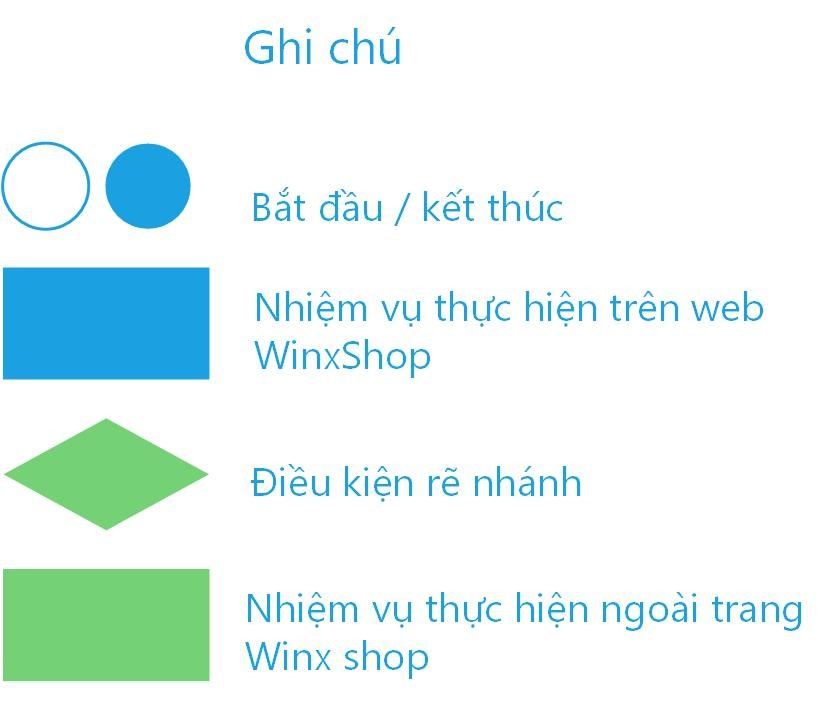 Ghi chú
Bắt đầu / kết thúc
Nhiệm vụ thực hiện trên web
WinxShop
Điều kiện rẽ nhánh
Nhiệm vụ thực hiện ngoài trang
Winx shop